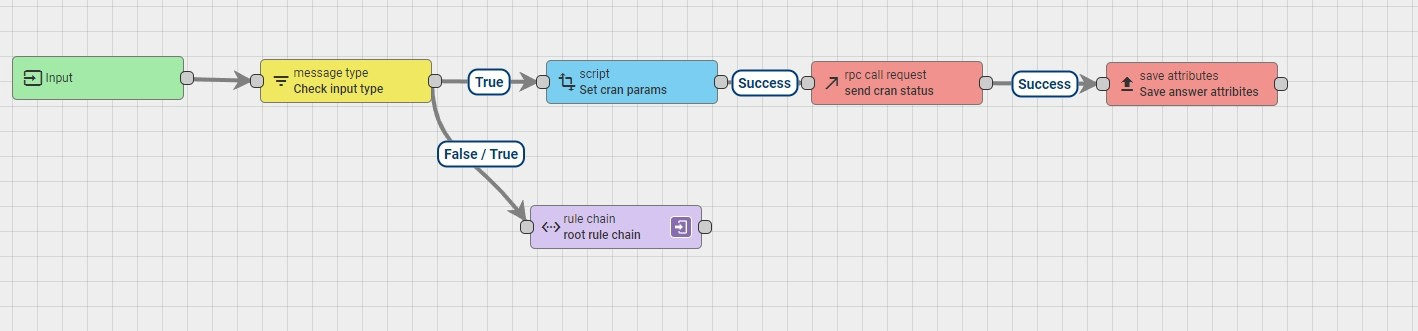 Input
message type
Check input type
True
script
Set cran params
Success
rpc call request
send cran status
Success
save attributes
Save answer attribites
False / True
rule chain
root rule chain